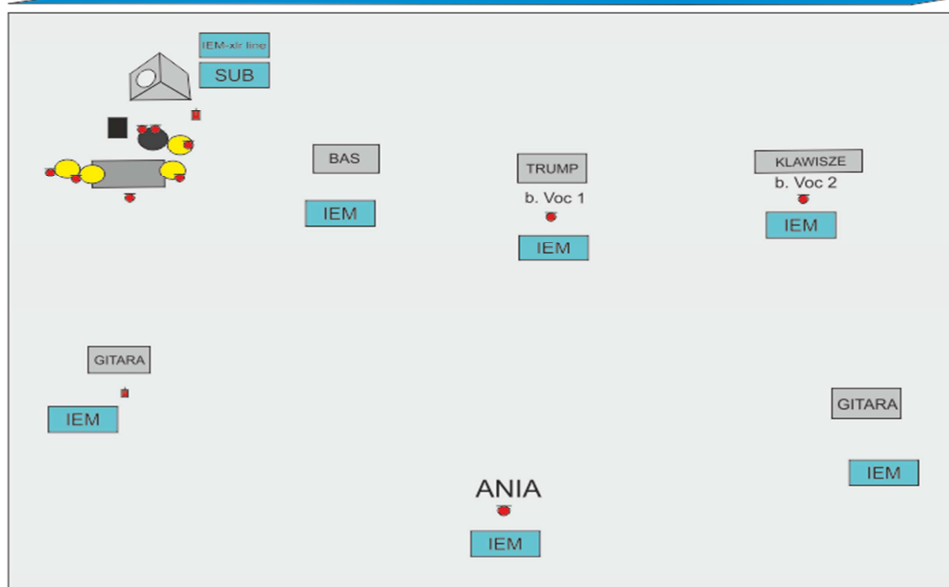 IEM-xlr line
SUB
BAS
TRUMP
KLAWISZE
b. Voc 1
b. Voc 2
IEM
IEM
IEM
GITARA
GITARA
IEM
IEM
ANIA
IEM